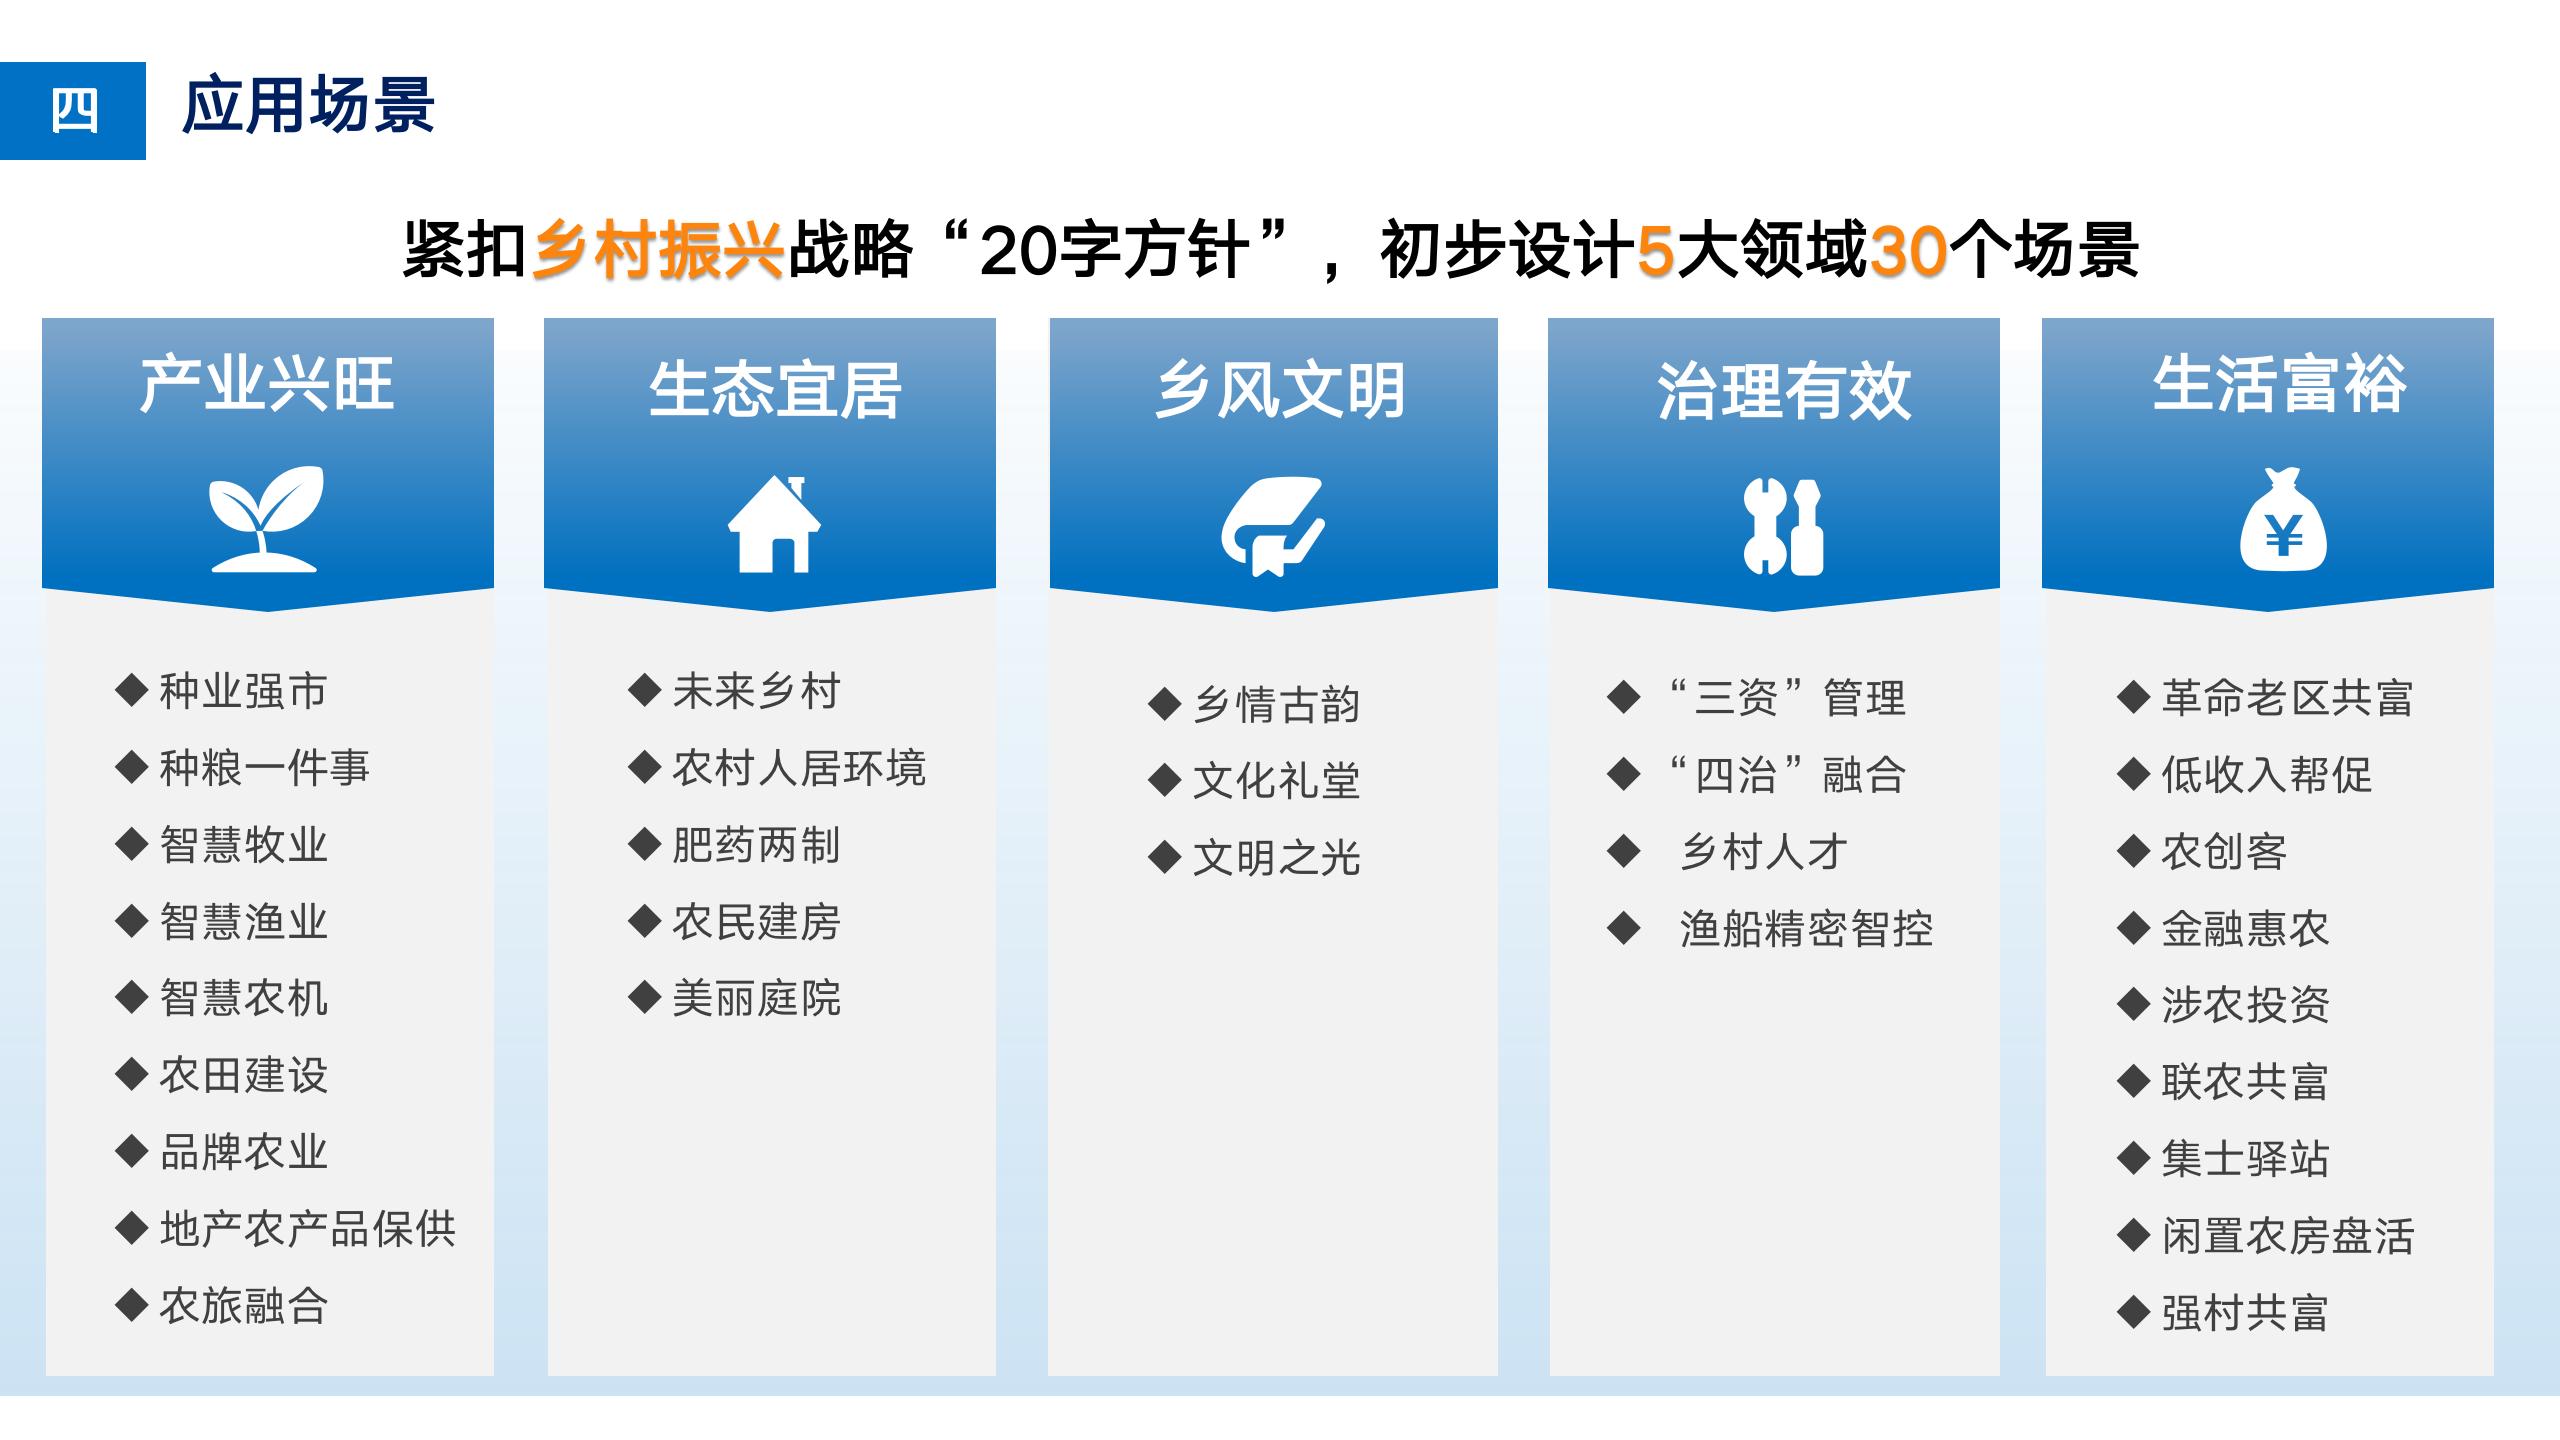 四
应用场景
紧扣乡村振兴战略“20字方针”，初步设计5大领域30个场景
产业兴旺
◆种业强市
◆种粮一件事
◆智慧牧业
◆智慧渔业
◆智慧农机
◆农田建设
◆品牌农业
◆地产农产品保供
◆农旅融合
生态宜居
◆未来乡村
◆农村人居环境
◆肥药两制
◆农民建房
◆美丽庭院
乡风文明
◆乡情古韵
◆文化礼堂
◆文明之光
治理有效
◆“三资”管理
◆“四治”融合
◆ 乡村人才
◆ 渔船精密智控
生活富裕
¥
◆革命老区共富
◆低收入帮促
◆农创客
◆金融惠农
◆涉农投资
◆联农共富
◆集士驿站
◆闲置农房盘活
◆强村共富